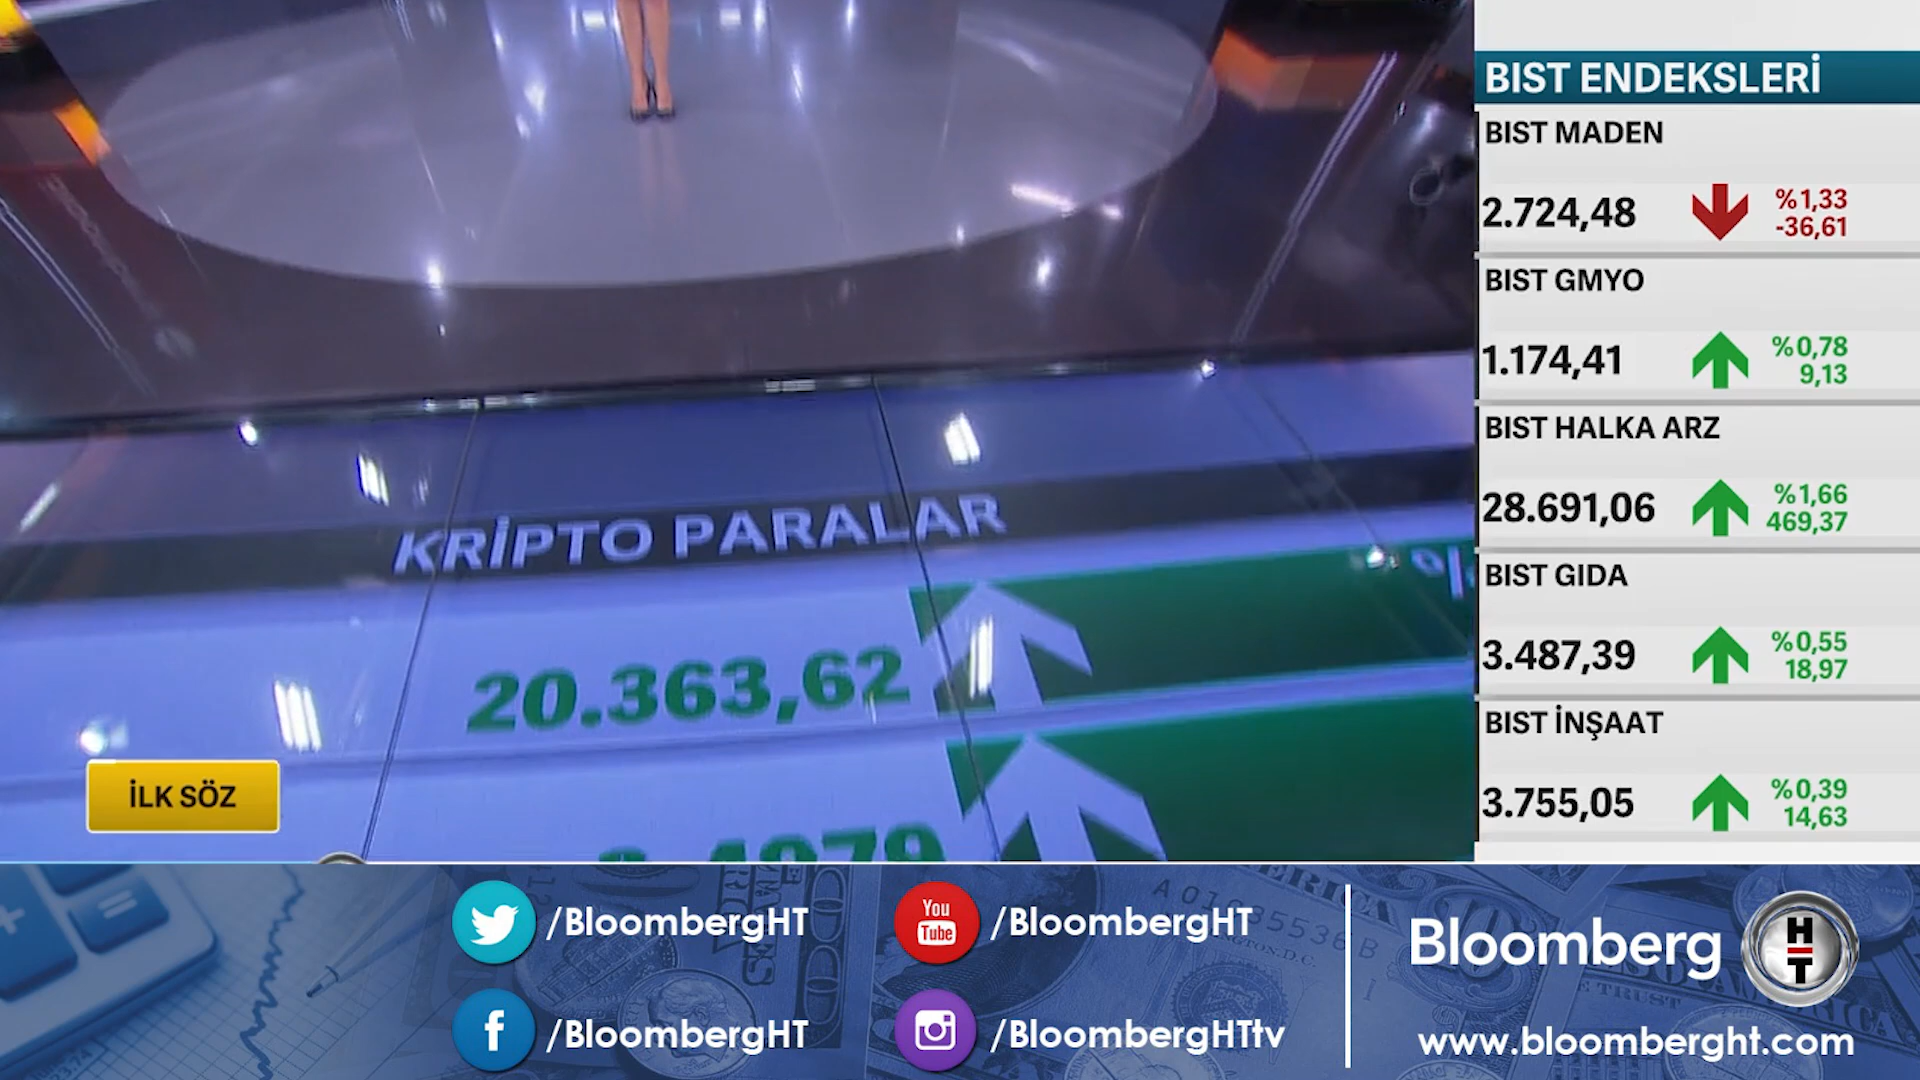 BIST ENDEKSLERİ
BIST MADEN
2.724,48
%1,33
-36,61
BIST GMYO
1.174,41
%0,78
9,13
BIST HALKA ARZ
28.691,06
%1,66
469,37
BIST GIDA
3.487,39
%0,55
18,97
BIST İNŞAAT
3.755,05
%0,39
14,63
KRİPTO PARALAR
%
20.363,62
İLK SÖZ
/BloombergHT
You
Tube
/BloombergHT
/BloombergHT
/BloombergHTtv
Bloomberg
HT
www.bloomberght.com